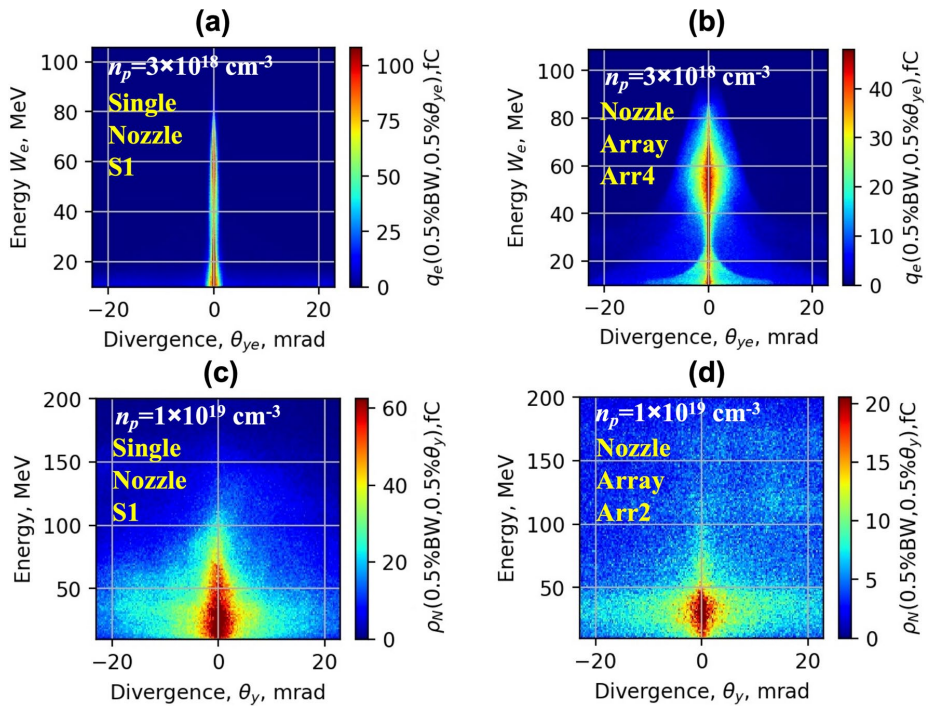 (a)
n_p=3×10^18 cm^-3
Single
Nozzle
S1
Energy W_e, MeV
100
80
60
40
20
−20
0
20
Divergence, θ_ye, mrad
100
75
50
25
0
q_e(0.5%BW,0.5%θ_ye),fC
(b)
n_p=3×10^18 cm^-3
Nozzle
Array
Arr4
Energy W_e, MeV
100
80
60
40
20
−20
0
20
Divergence, θ_ye, mrad
40
30
20
10
0
q_e(0.5%BW,0.5%θ_ye),fC
(c)
n_p=1×10^19 cm^-3
Single
Nozzle
S1
Energy, MeV
200
150
100
50
−20
0
20
Divergence, θ_y, mrad
60
40
20
0
ρ_N(0.5%BW,0.5%θ_y),fC
(d)
n_p=1×10^19 cm^-3
Nozzle
Array
Arr2
Energy, MeV
200
150
100
50
−20
0
20
Divergence, θ_y, mrad
20
15
10
5
0
ρ_N(0.5%BW,0.5%θ_y),fC